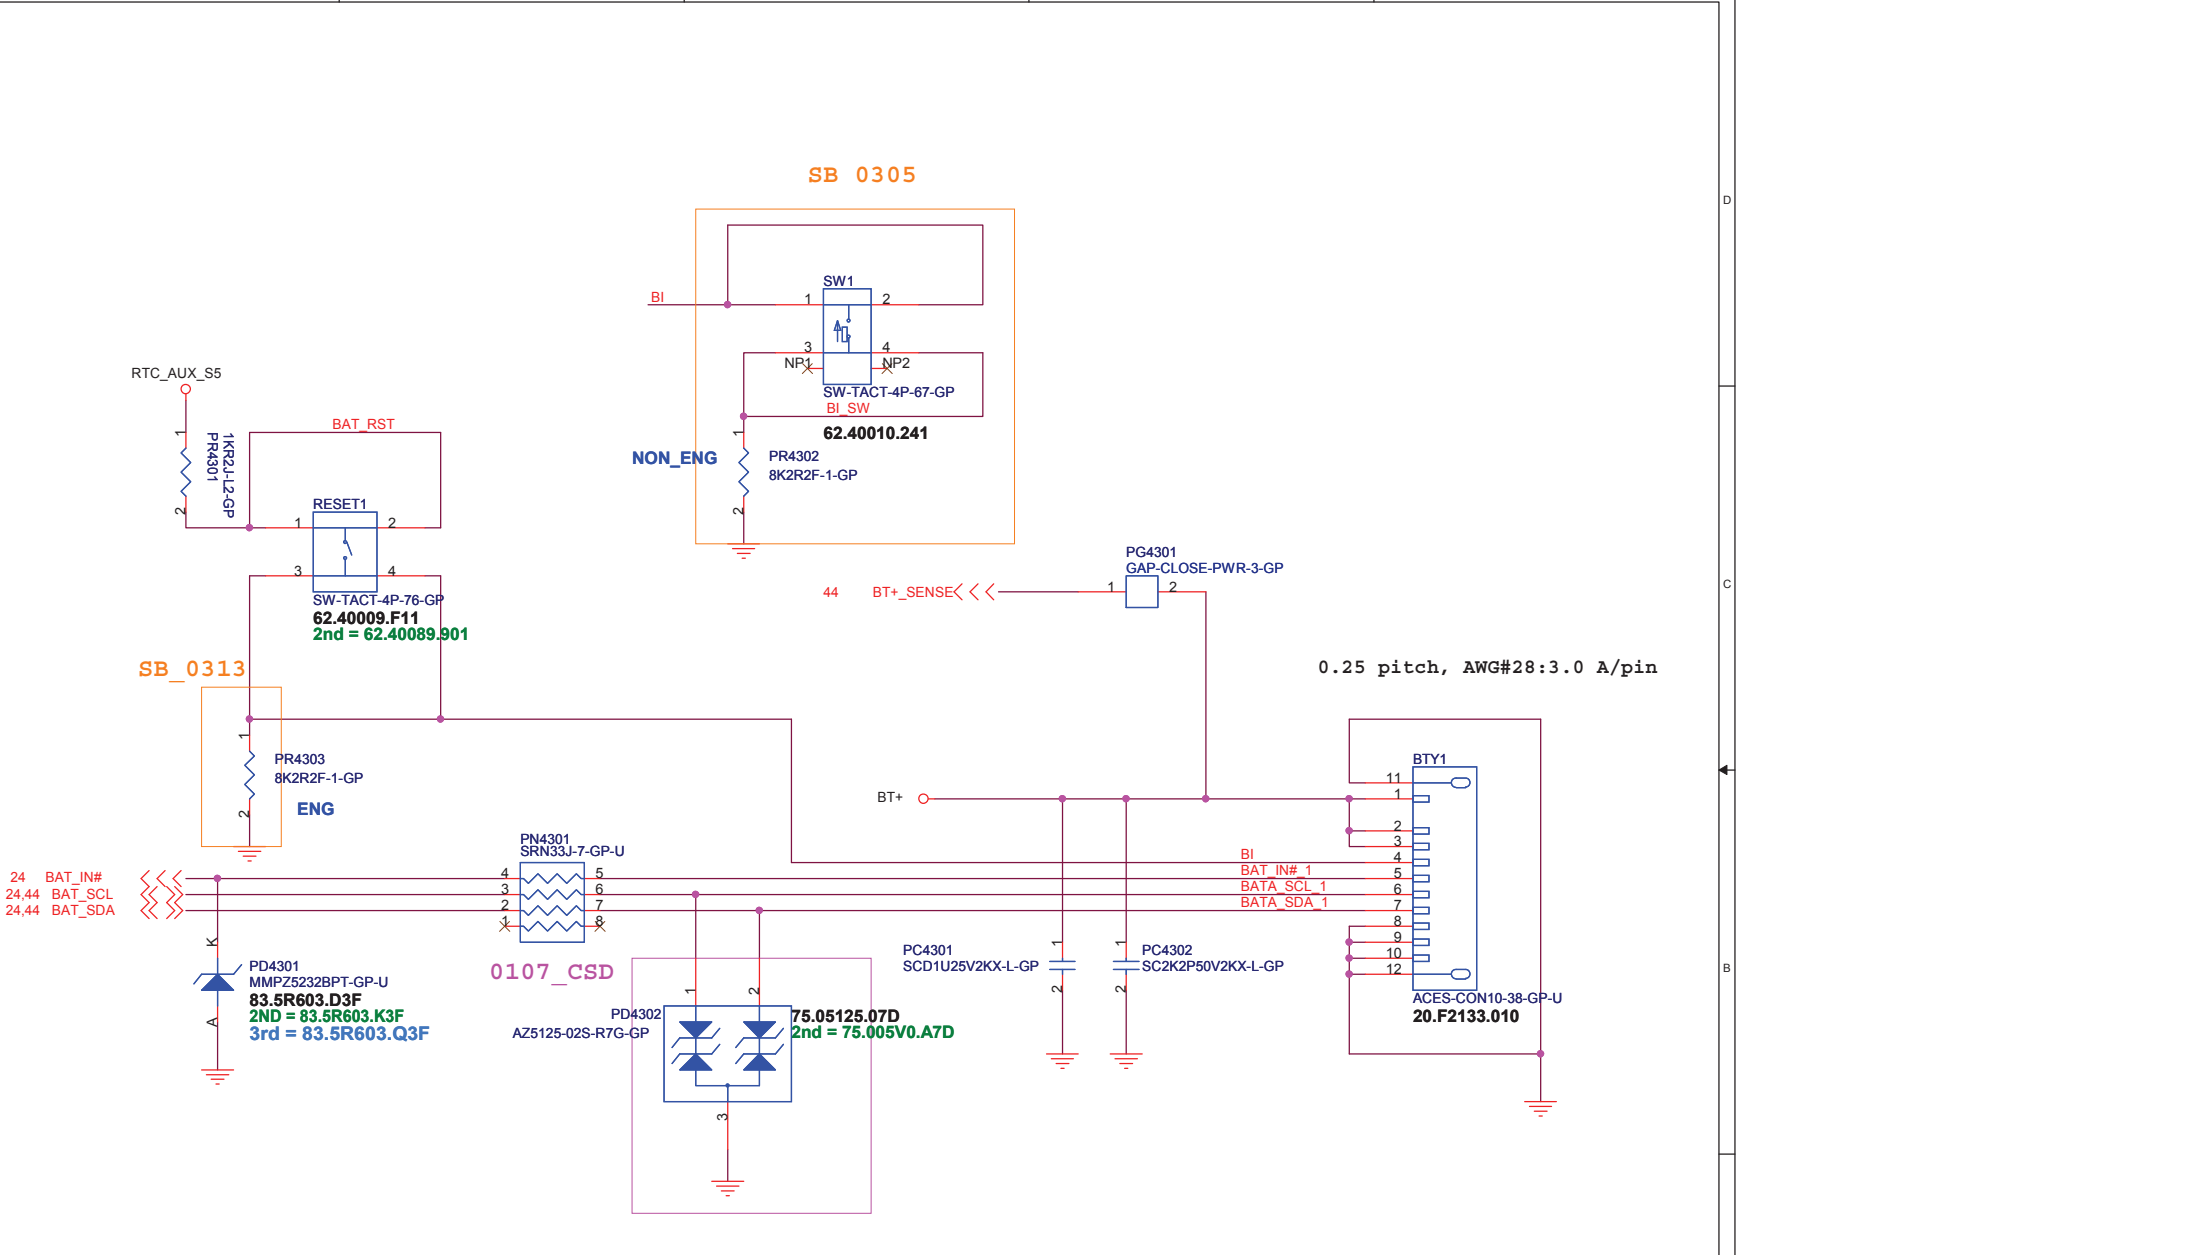 D
SB 0305
SW1
BI
1
2
3
4
NP1
NP2
SW-TACT-4P-67-GP
BI_SW
62.40010.241
1
NON_ENG
PR4302
8K2R2F-1-GP
2
RTC_AUX_S5
BAT_RST
1
1KR2J-L2-GP
PR4301
2
RESET1
1
2
3
4
SW-TACT-4P-76-GP
62.40009.F11
2nd = 62.40089.901
PG4301
GAP-CLOSE-PWR-3-GP
44 BT+_SENSE
1
2
C
SB_0313
1
PR4303
8K2R2F-1-GP
ENG
2
0.25 pitch, AWG#28:3.0 A/pin
BTY1
BT+
11
1
2
3
4
5
6
7
8
9
10
12
BI
BAT_IN#_1
BATA_SCL_1
BATA_SDA_1
ACES-CON10-38-GP-U
20.F2133.010
PN4301
SRN33J-7-GP-U
24 BAT_IN#
24,44 BAT_SCL
24,44 BAT_SDA
4
5
3
6
2
7
1
8
K
PD4301
MMPZ5232BPT-GP-U
83.5R603.D3F
2ND = 83.5R603.K3F
3rd = 83.5R603.Q3F
A
0107_CSD
1
2
PD4302
AZ5125-02S-R7G-GP
75.05125.07D
2nd = 75.005V0.A7D
3
PC4301
SCD1U25V2KX-L-GP
1
2
PC4302
SC2K2P50V2KX-L-GP
1
2
B